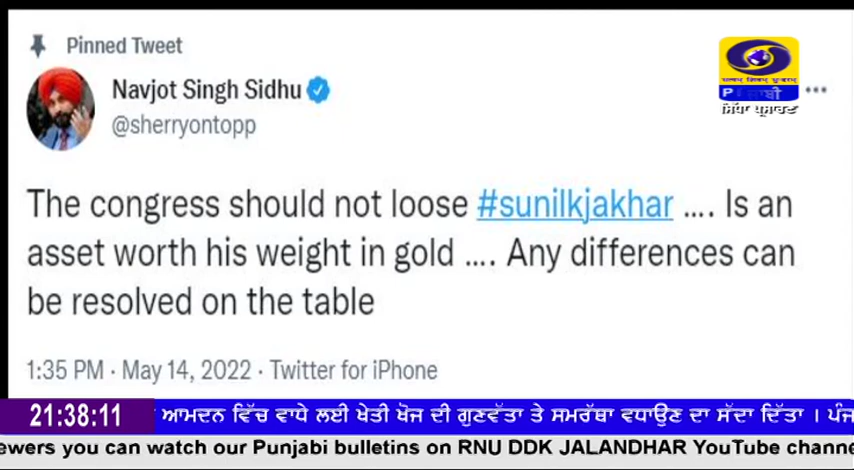 Pinned Tweet
Navjot Singh Sidhu
@sherryontopp
The congress should not loose #sunilkjakhar .... Is an
asset worth his weight in gold .... Any differences can
be resolved on the table
1:35 PM · May 14, 2022 · Twitter for iPhone
ਸਿੱਧਾ ਪ੍ਰਸਾਰਣ
21:38:11
ਆਮਦਨ ਵਿੱਚ ਵਾਧੇ ਲਈ ਖੇਤੀ ਖੋਜ ਦੀ ਗੁਣਵੱਤਾ ਤੇ ਸਮਰੱਥਾ ਵਧਾਉਣ ਦਾ ਸੱਦਾ ਦਿੱਤਾ । ਪੰਜ
ewers you can watch our Punjabi bulletins on RNU DDK JALANDHAR YouTube channe